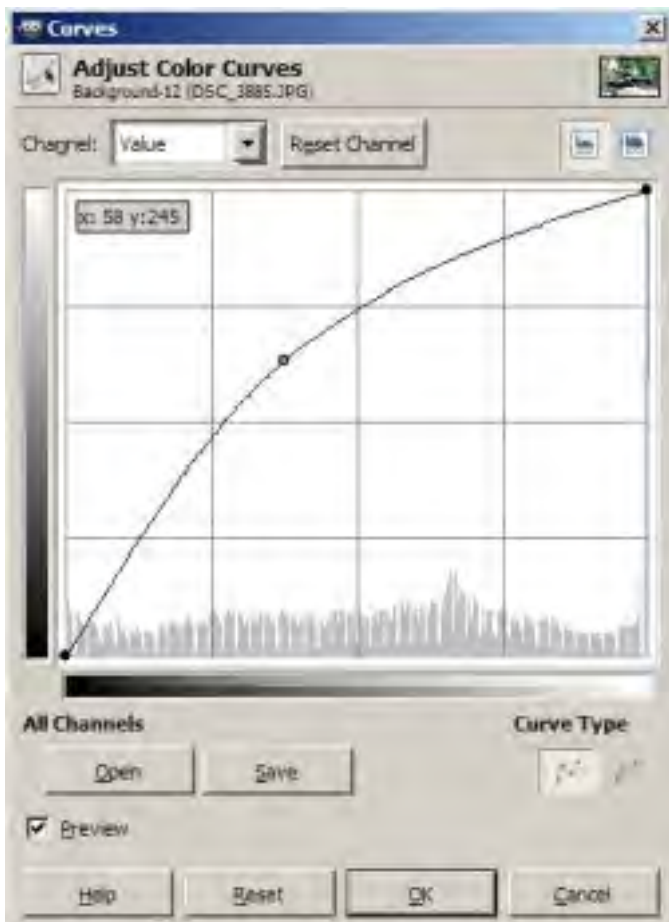 Curves
Adjust Color Curves
Background-12 (DSC_3885.JPG)
Channel: Value Reset Channel
x: 58 y:245
All Channels
Curve Type
Open Save
Preview
Help Reset OK Cancel